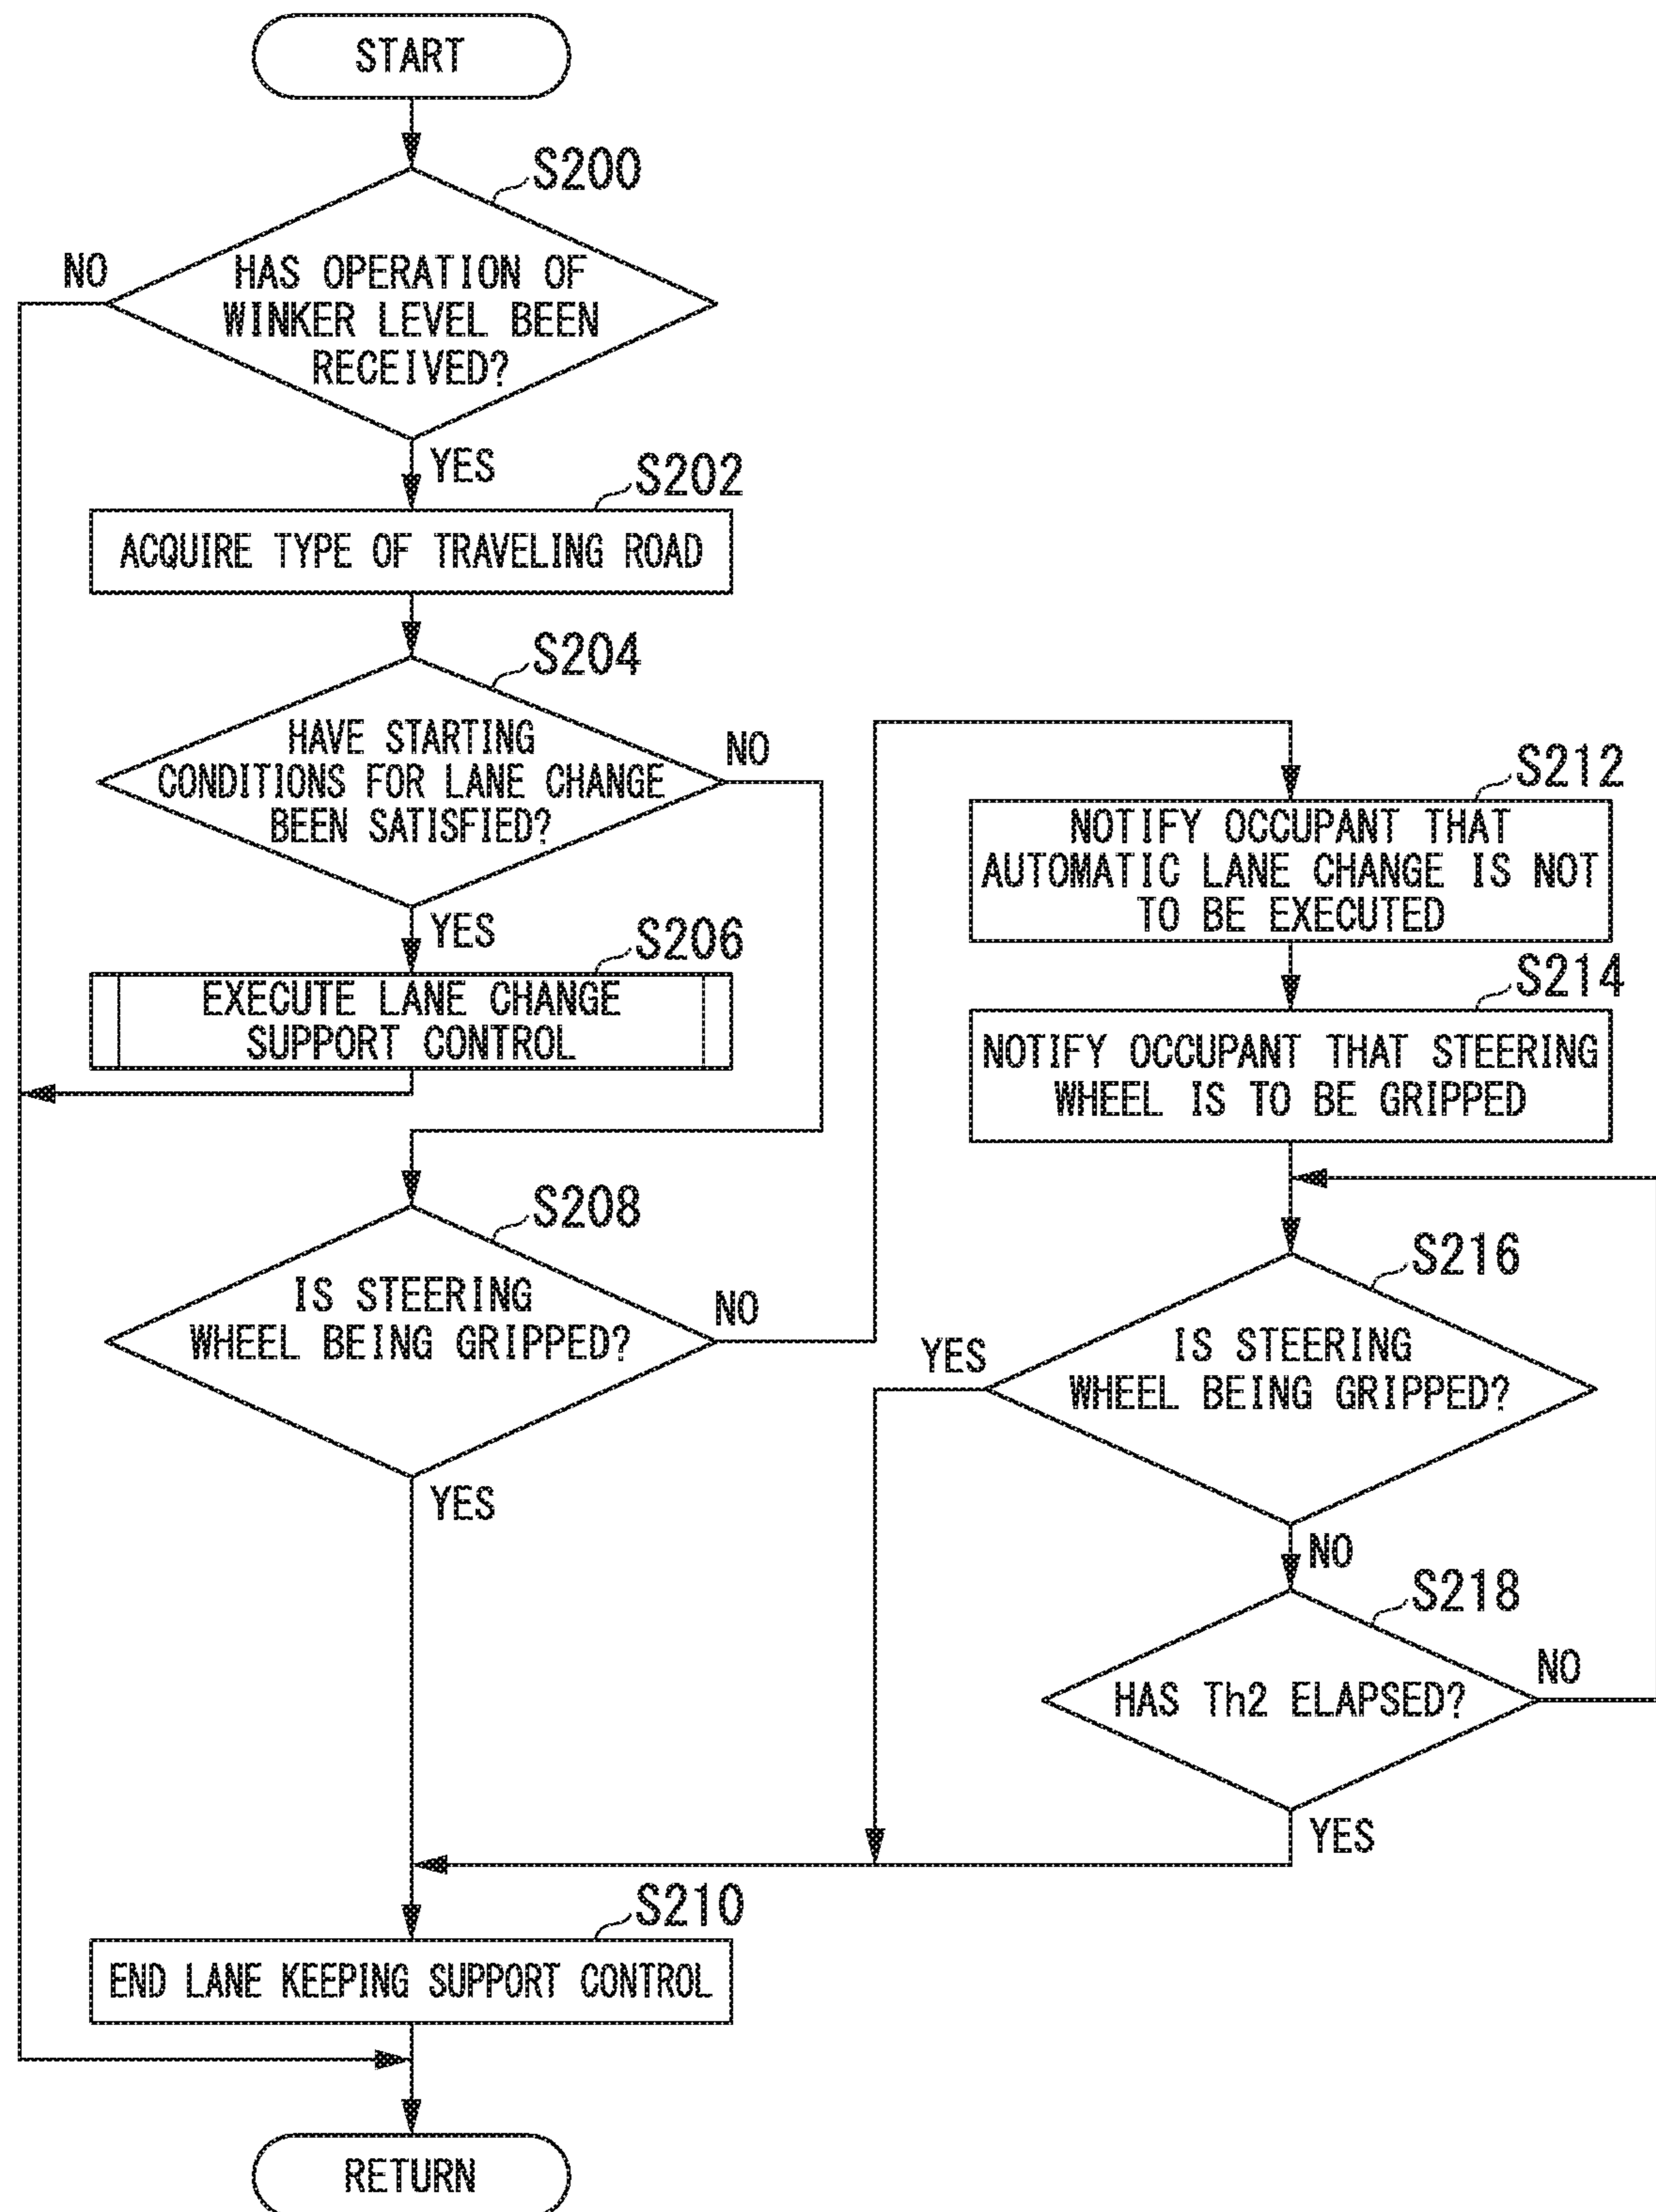 START
S200
HAS OPERATION OF
WINKER LEVEL BEEN
RECEIVED?
NO
YES
S202
ACQUIRE TYPE OF TRAVELING ROAD
S204
HAVE STARTING
CONDITIONS FOR LANE CHANGE
BEEN SATISFIED?
NO
YES
S206
EXECUTE LANE CHANGE
SUPPORT CONTROL
S208
IS STEERING
WHEEL BEING GRIPPED?
NO
YES
S212
NOTIFY OCCUPANT THAT
AUTOMATIC LANE CHANGE IS NOT
TO BE EXECUTED
S214
NOTIFY OCCUPANT THAT STEERING
WHEEL IS TO BE GRIPPED
S216
IS STEERING
WHEEL BEING GRIPPED?
YES
NO
S218
HAS Th2 ELAPSED?
NO
YES
S210
END LANE KEEPING SUPPORT CONTROL
RETURN